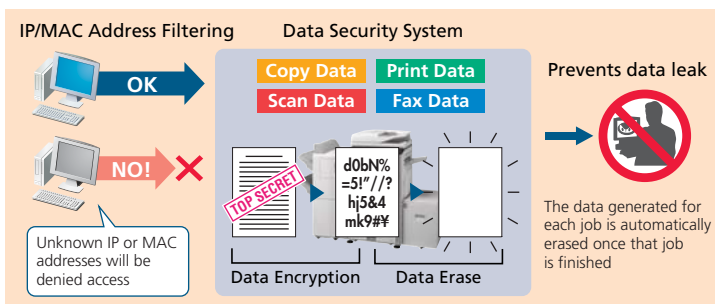 IP/MAC Address Filtering
OK
NO!
Unknown IP or MAC
addresses will be
denied access
Data Security System
Copy Data
Print Data
Scan Data
Fax Data
TOP SECRET
d0bN%
=5!"//?
hj5&4
mk9#¥
Data Encryption
Data Erase
Prevents data leak
The data generated for
each job is automatically
erased once that job
is finished